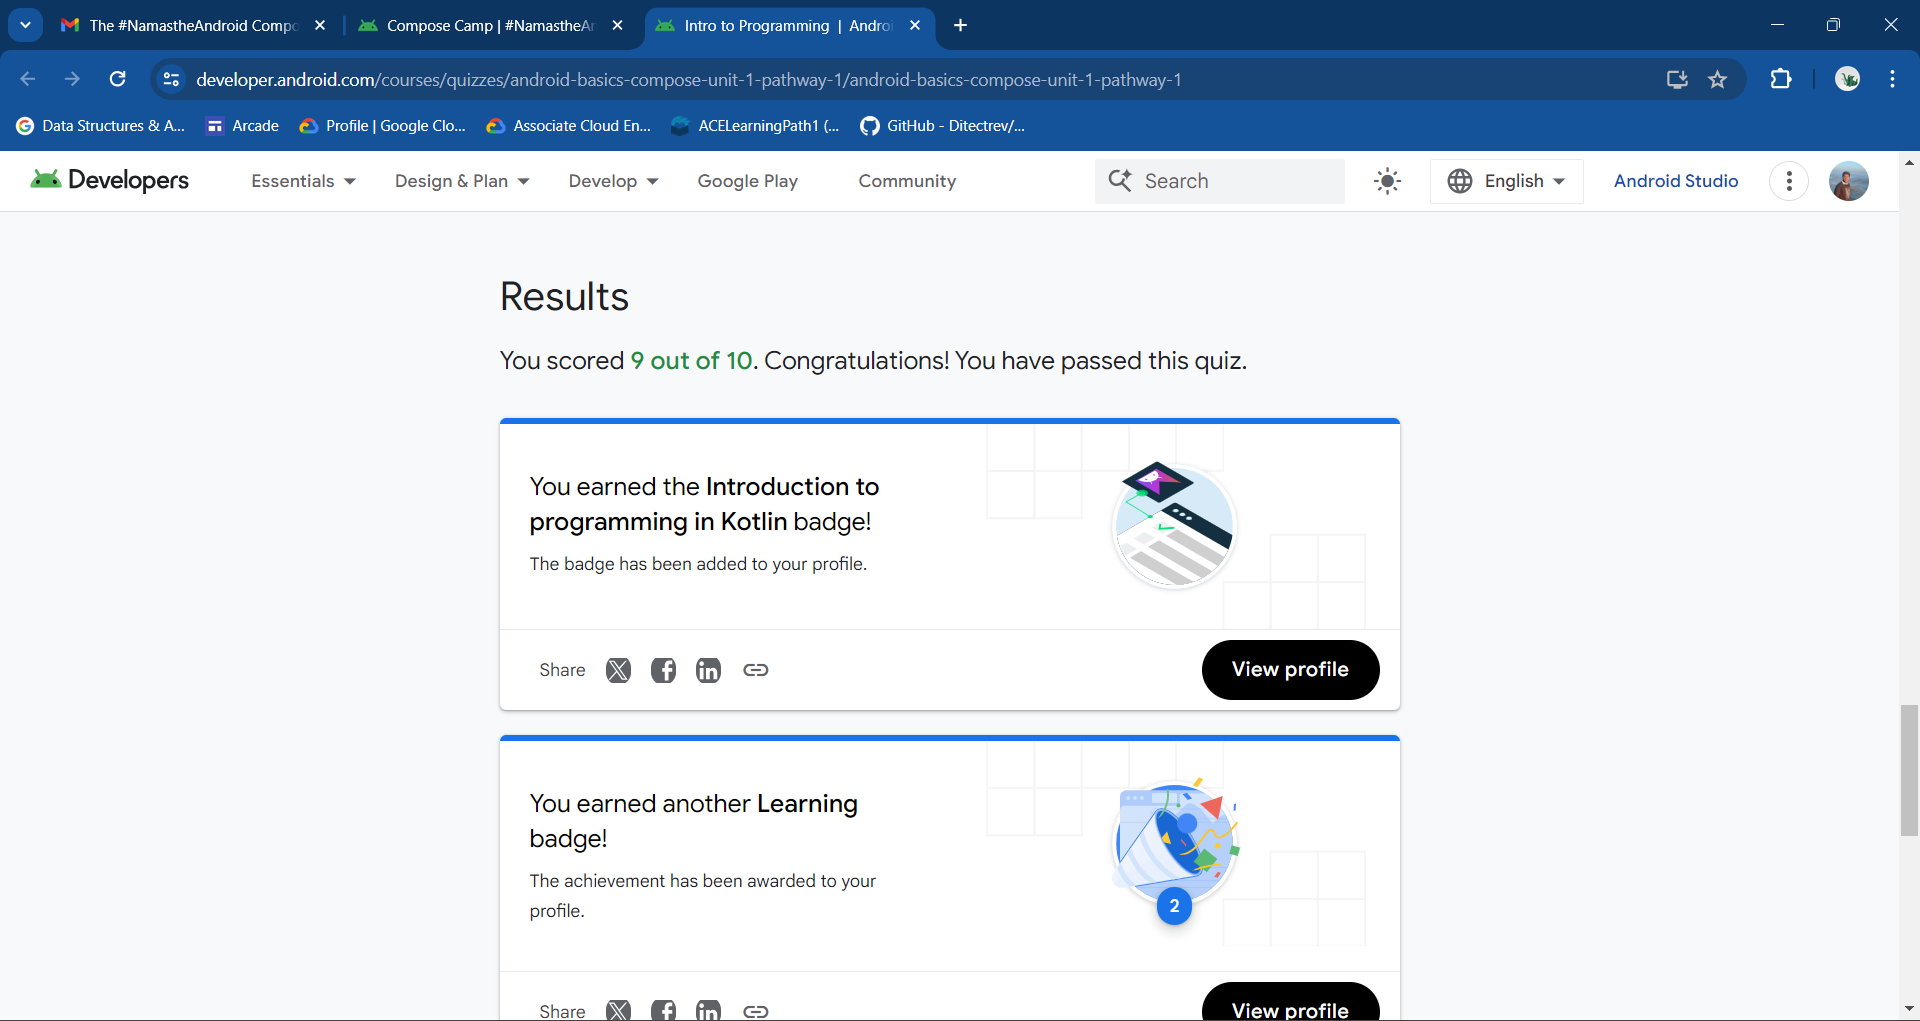 The #NamastheAndroid Compo
Compose Camp | #NamastheAn
Intro to Programming | Androi
developer.android.com/courses/quizzes/android-basics-compose-unit-1-pathway-1/android-basics-compose-unit-1-pathway-1
Data Structures & A...
Arcade
Profile | Google Clo...
Associate Cloud En...
ACELearningPath1 (...
GitHub - Ditectrev/...
Developers
Essentials
Design & Plan
Develop
Google Play
Community
Search
English
Android Studio
Results
You scored 9 out of 10. Congratulations! You have passed this quiz.
You earned the Introduction to
programming in Kotlin badge!
The badge has been added to your profile.
Share
View profile
You earned another Learning
badge!
The achievement has been awarded to your
profile.
2
Share
View profile